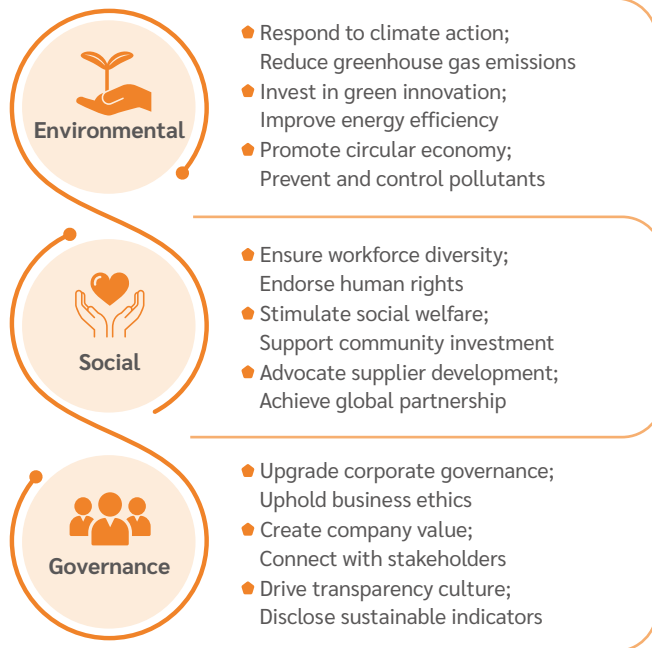 Environmental
Respond to climate action;
Reduce greenhouse gas emissions
Invest in green innovation;
Improve energy efficiency
Promote circular economy;
Prevent and control pollutants
Social
Ensure workforce diversity;
Endorse human rights
Stimulate social welfare;
Support community investment
Advocate supplier development;
Achieve global partnership
Governance
Upgrade corporate governance;
Uphold business ethics
Create company value;
Connect with stakeholders
Drive transparency culture;
Disclose sustainable indicators